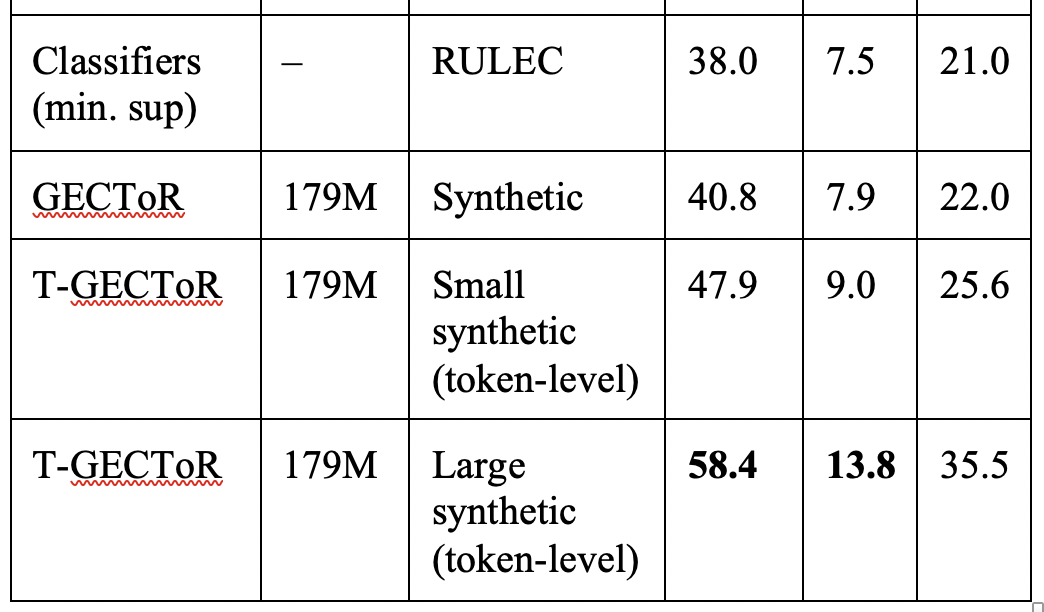 Classifiers – RULEC 38.0 7.5 21.0
(min. sup)
GECToR 179M Synthetic 40.8 7.9 22.0
T-GECToR 179M Small 47.9 9.0 25.6
synthetic
(token-level)
T-GECToR 179M Large 58.4 13.8 35.5
synthetic
(token-level)